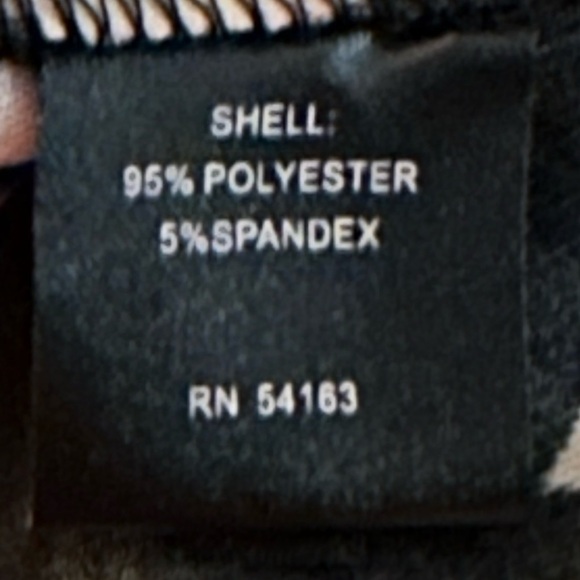 SHELL:
95% POLYESTER
5%SPANDEX
RN 54163